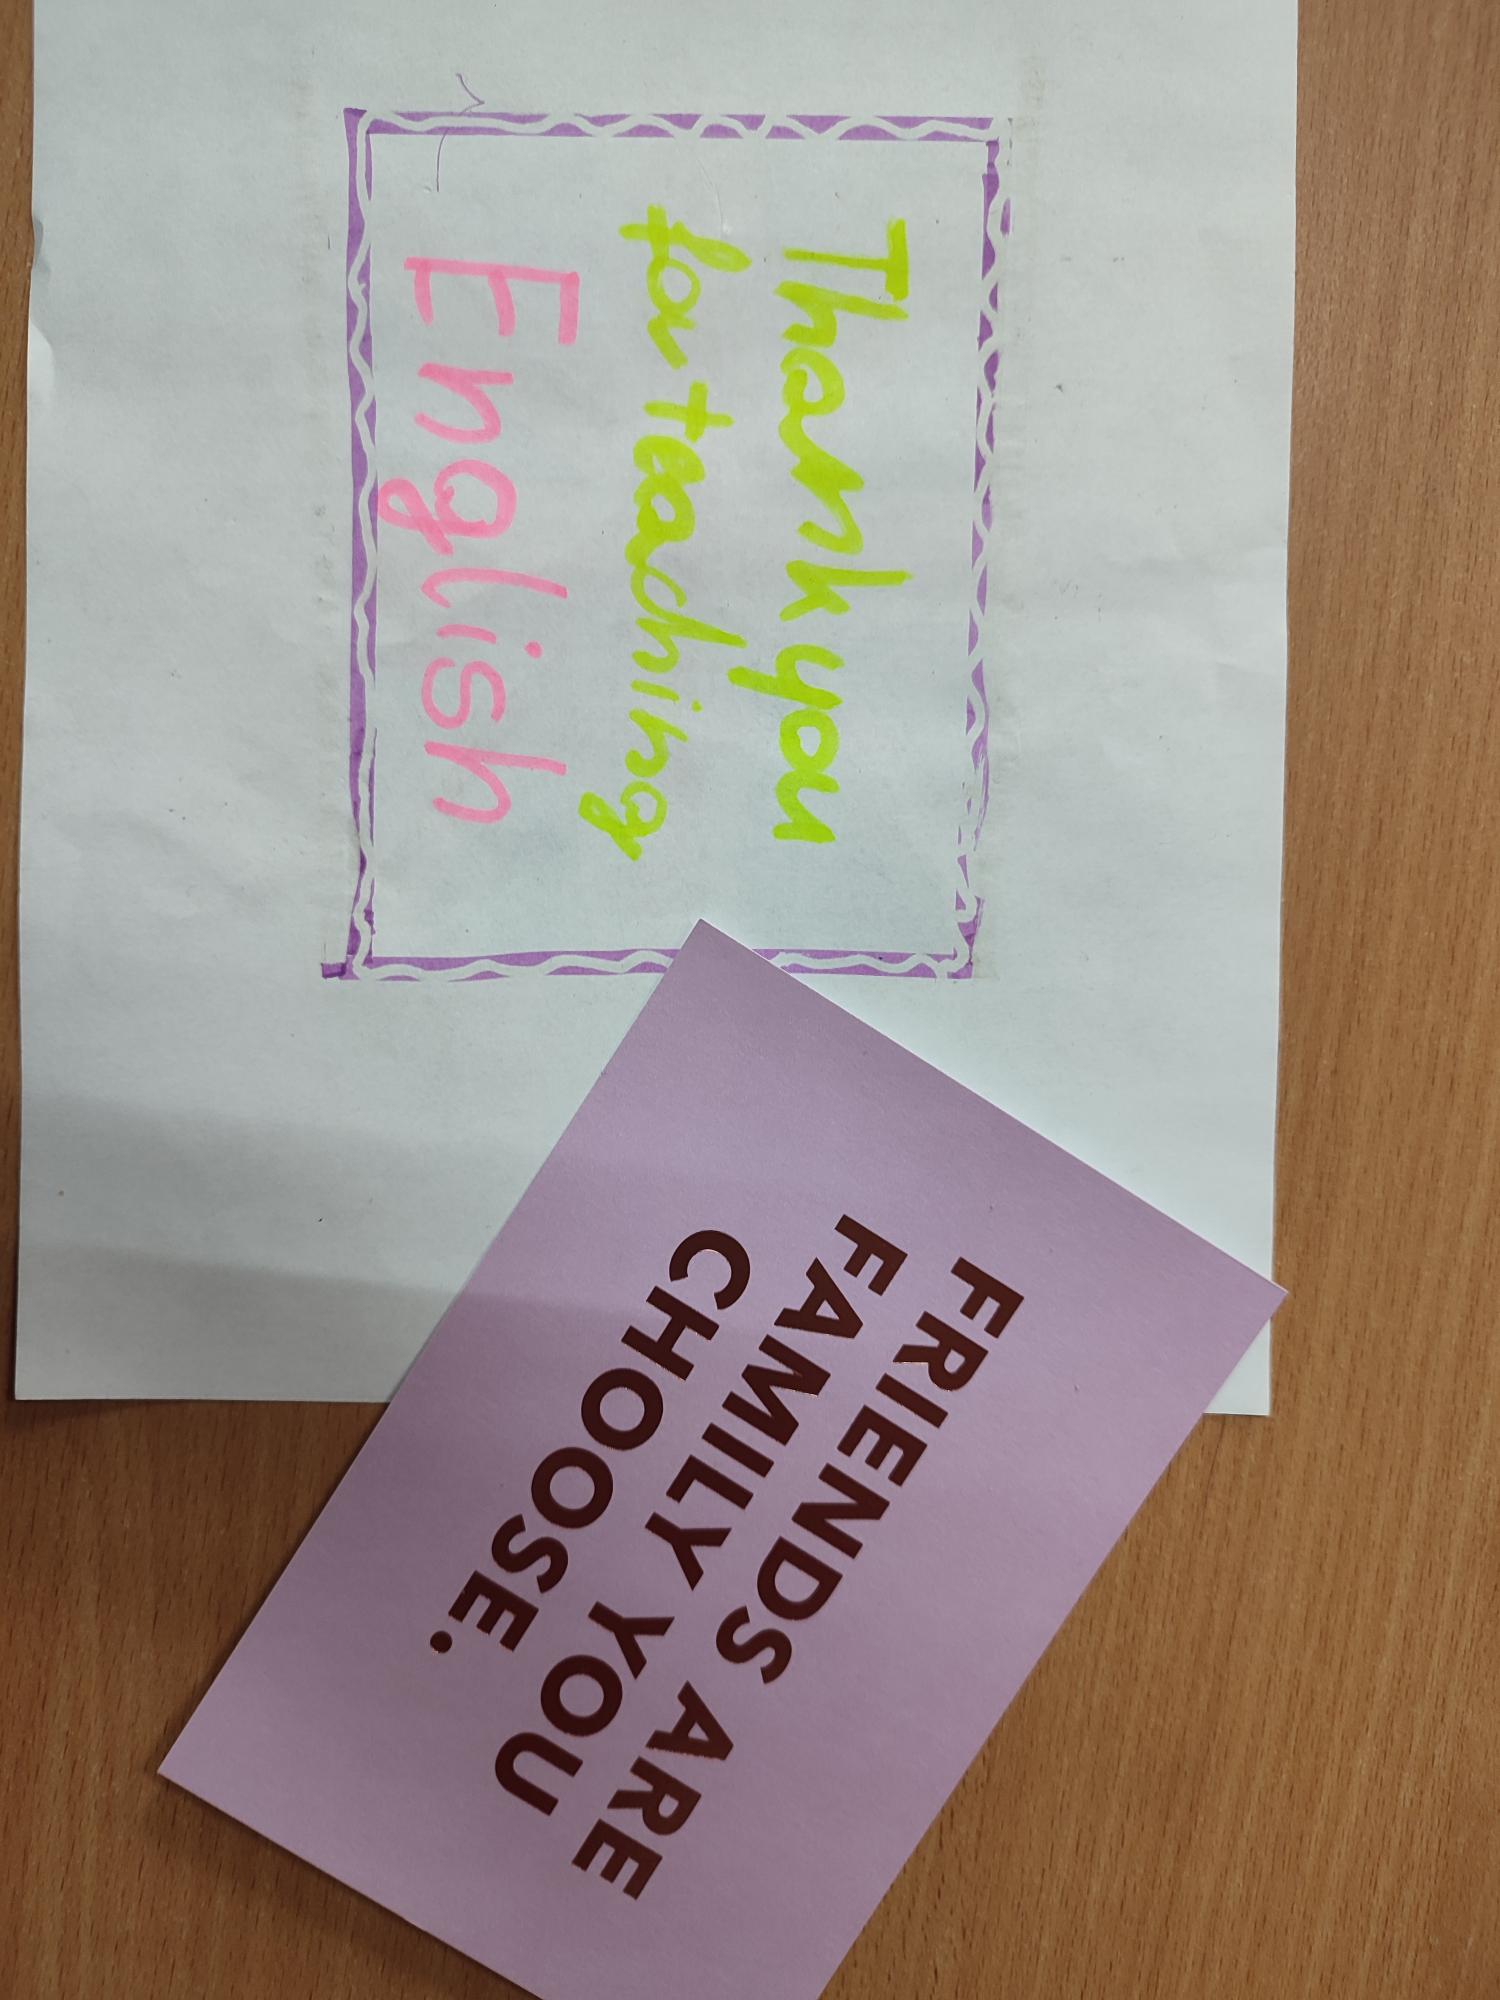 Thank you
for teaching
English
FRIENDS ARE
FAMILY YOU
CHOOSE.